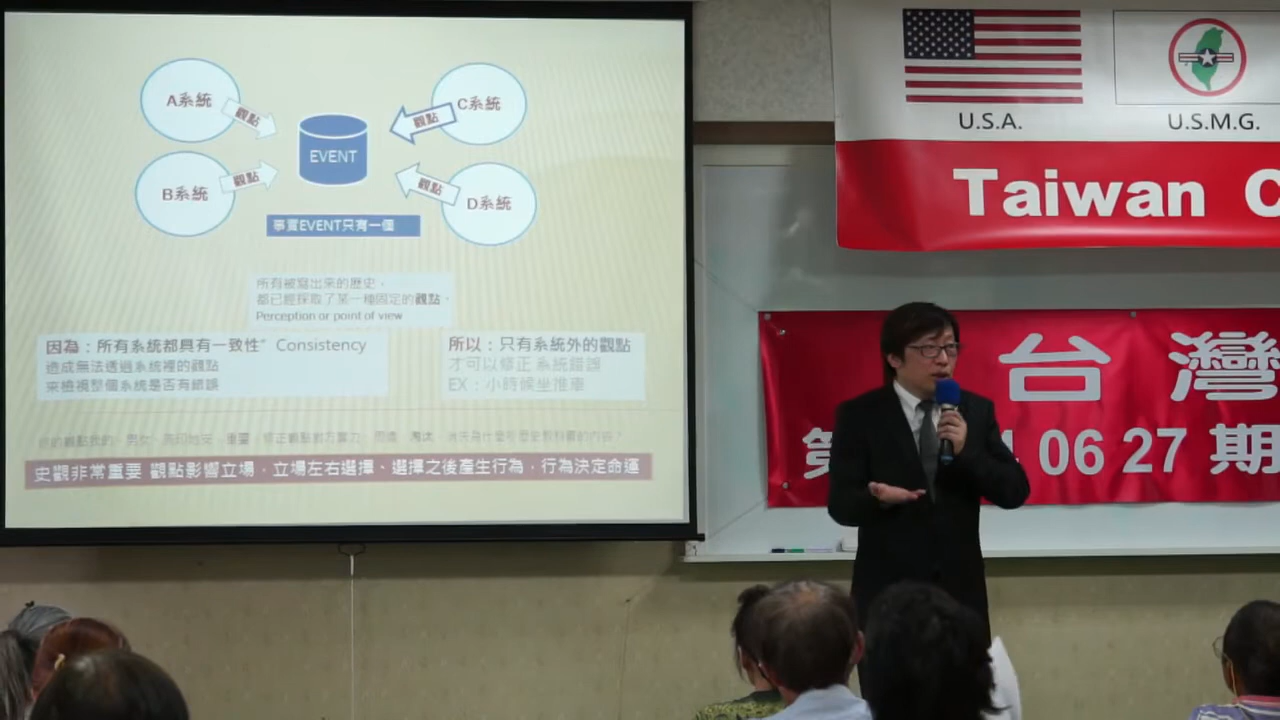 A系統
觀點
EVENT
觀點
C系統
B系統
觀點
觀點
D系統
事實EVENT只有一個
所有被寫出來的歷史，
都已經採取了某一種固定的觀點。
Perception or point of view
因為：所有系統都具有一致性" Consistency
造成無法透過系統裡的觀點
來檢視整個系統是否有錯誤
所以：只有系統外的觀點
才可以修正系統錯誤
EX：小時候坐推車
史觀非常重要 觀點影響立場，立場左右選擇、選擇之後產生行為，行為決定命運
U.S.A.
U.S.M.G.
Taiwan C
台灣
第
06 27 期